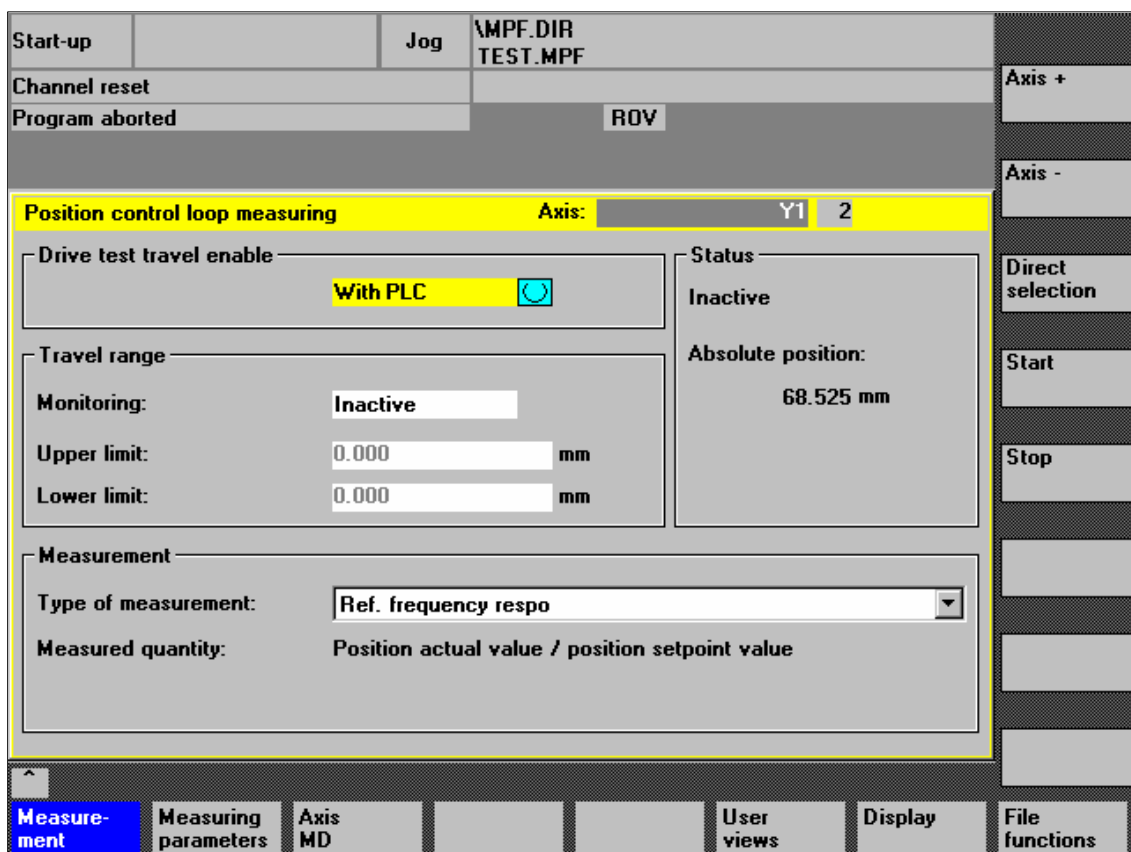 Start-up
Jog
\MPF.DIR
TEST.MPF
Channel reset
Program aborted
ROV
Position control loop measuring Axis: Y1 2
Drive test travel enable
With PLC
Status
Inactive
Absolute position:
68.525 mm
Travel range
Monitoring: Inactive
Upper limit: 0.000 mm
Lower limit: 0.000 mm
Measurement
Type of measurement: Ref. frequency respo
Measured quantity: Position actual value / position setpoint value
Axis +
Axis -
Direct
selection
Start
Stop
^
Measure-
ment
Measuring
parameters
Axis
MD
User
views
Display
File
functions